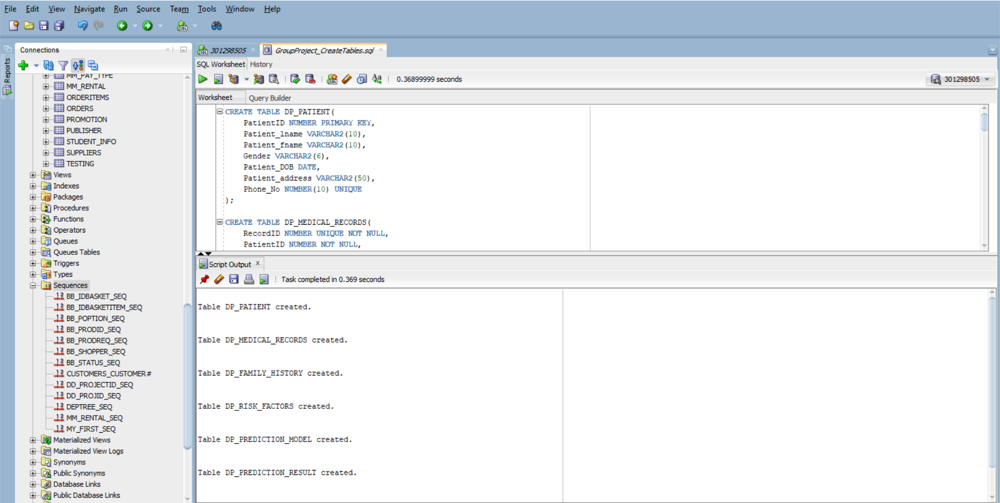 File Edit View Navigate Run Source Team Tools Window Help
Reports
Connections
MM_PAY_TYPE
MM_RENTAL
ORDERITEMS
ORDERS
PROMOTION
PUBLISHER
STUDENT_INFO
SUPPLIERS
TESTING
Views
Indexes
Packages
Procedures
Functions
Operators
Queues
Queues Tables
Triggers
Types
Sequences
BB_IDBASKET_SEQ
BB_IDBASKETITEM_SEQ
BB_POPTION_SEQ
BB_PRODID_SEQ
BB_PRODREQ_SEQ
BB_SHOPPER_SEQ
BB_STATUS_SEQ
CUSTOMERS_CUSTOMER#
DD_PROJECTID_SEQ
DD_PROJID_SEQ
DEPTREE_SEQ
MM_RENTAL_SEQ
MY_FIRST_SEQ
Materialized Views
Materialized View Logs
Synonyms
Public Synonyms
Database Links
Public Database Links
301298505 GroupProject_CreateTables.sql
SQL Worksheet History
0.36899999 seconds 301298505
Worksheet Query Builder
CREATE TABLE DP_PATIENT(
PatientID NUMBER PRIMARY KEY,
Patient_lname VARCHAR2(10),
Patient_fname VARCHAR2(10),
Gender VARCHAR2(6),
Patient_DOB DATE,
Patient_address VARCHAR2(50),
Phone_No NUMBER(10) UNIQUE
);
CREATE TABLE DP_MEDICAL_RECORDS(
RecordID NUMBER UNIQUE NOT NULL,
PatientID NUMBER NOT NULL,
Script Output
Task completed in 0.369 seconds
Table DP_PATIENT created.
Table DP_MEDICAL_RECORDS created.
Table DP_FAMILY_HISTORY created.
Table DP_RISK_FACTORS created.
Table DP_PREDICTION_MODEL created.
Table DP_PREDICTION_RESULT created.